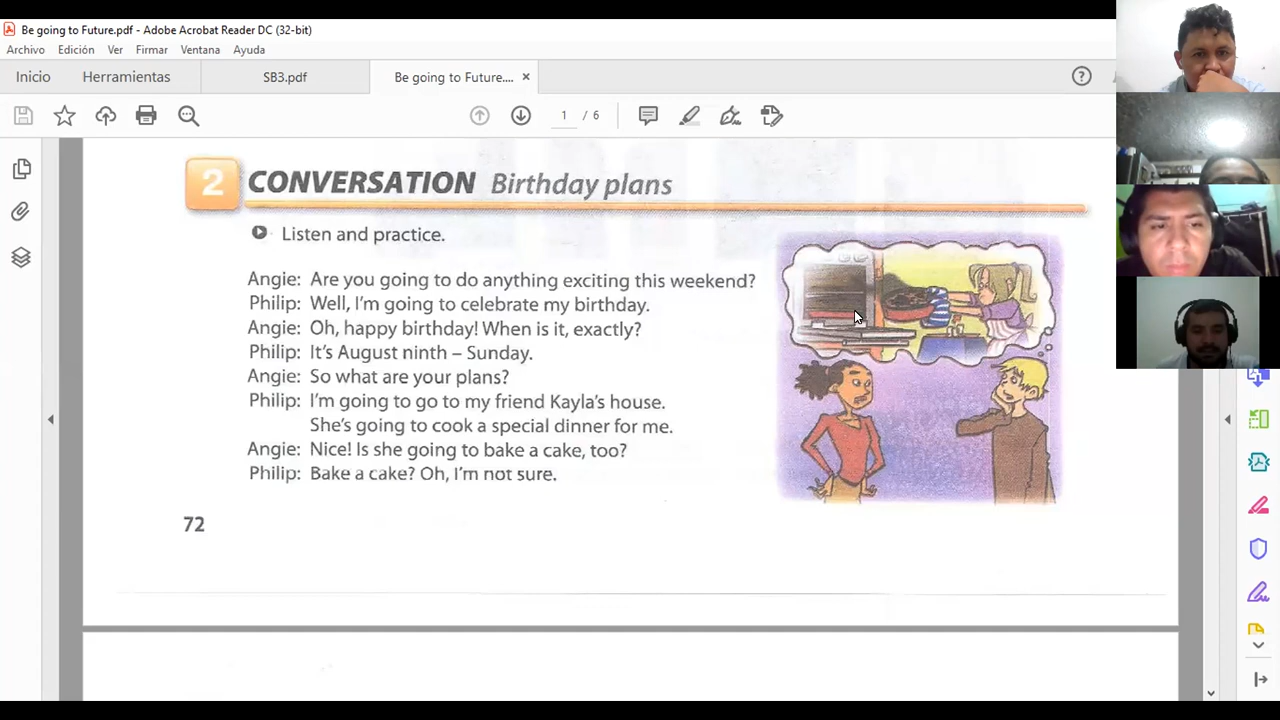 Be going to Future.pdf - Adobe Acrobat Reader DC (32-bit)
Archivo Edición Ver Firmar Ventana Ayuda
Inicio Herramientas SB3.pdf Be going to Future.... ×
1 / 6
2 CONVERSATION Birthday plans
Listen and practice.
Angie: Are you going to do anything exciting this weekend?
Philip: Well, I'm going to celebrate my birthday.
Angie: Oh, happy birthday! When is it, exactly?
Philip: It's August ninth – Sunday.
Angie: So what are your plans?
Philip: I'm going to go to my friend Kayla's house.
She's going to cook a special dinner for me.
Angie: Nice! Is she going to bake a cake, too?
Philip: Bake a cake? Oh, I'm not sure.
72